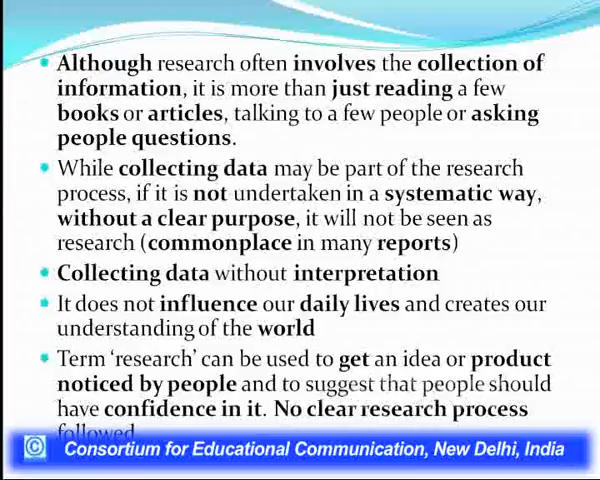 Although research often involves the collection of
information, it is more than just reading a few
books or articles, talking to a few people or asking
people questions.
While collecting data may be part of the research
process, if it is not undertaken in a systematic way,
without a clear purpose, it will not be seen as
research (commonplace in many reports)
Collecting data without interpretation
It does not influence our daily lives and creates our
understanding of the world
Term ‘research’ can be used to get an idea or product
noticed by people and to suggest that people should
have confidence in it. No clear research process
followed
© Consortium for Educational Communication, New Delhi, India